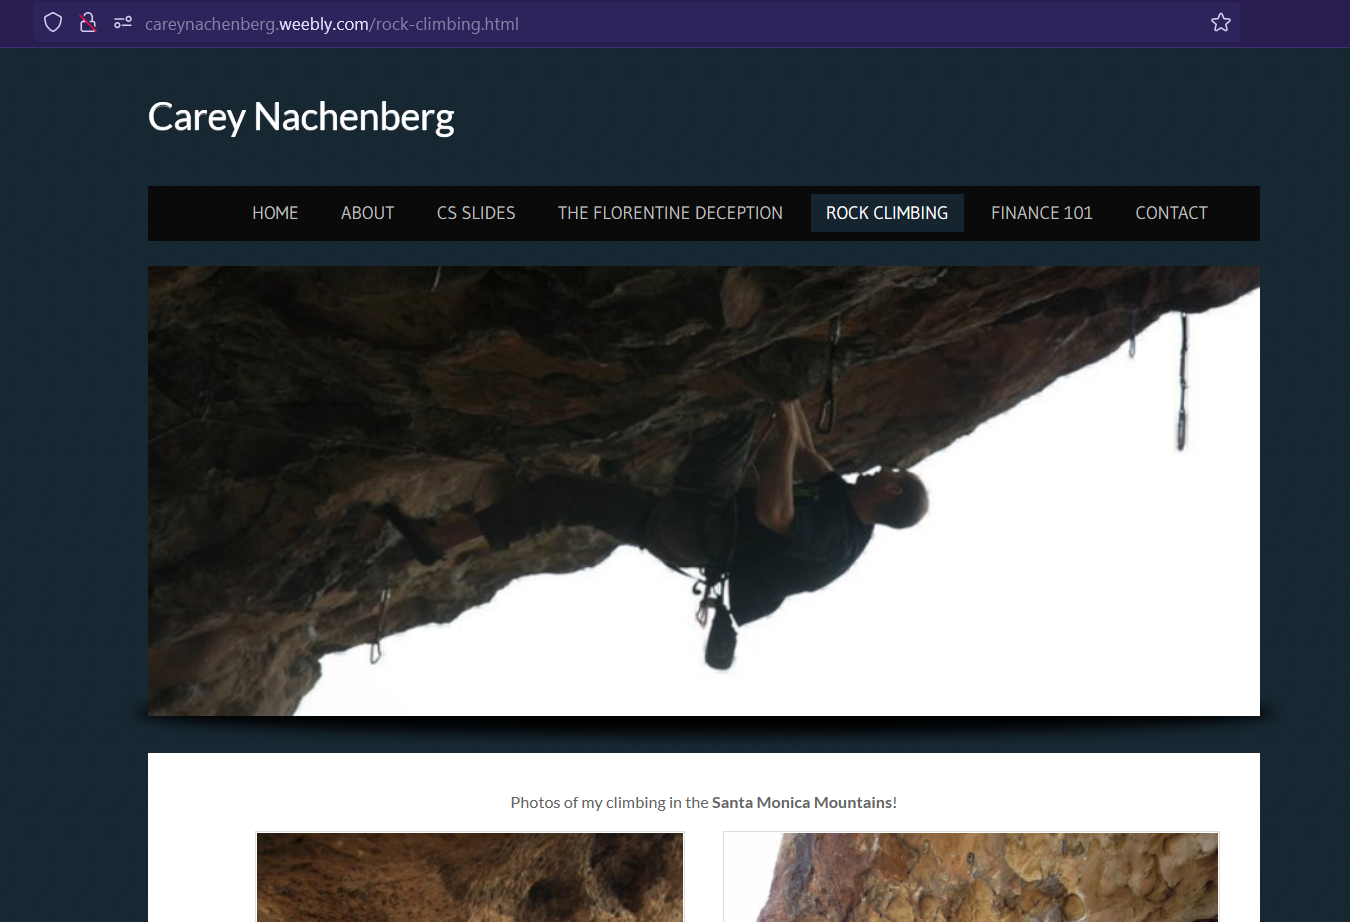 careynachenberg.weebly.com/rock-climbing.html
Carey Nachenberg
HOME ABOUT CS SLIDES THE FLORENTINE DECEPTION ROCK CLIMBING FINANCE 101 CONTACT
Photos of my climbing in the Santa Monica Mountains!